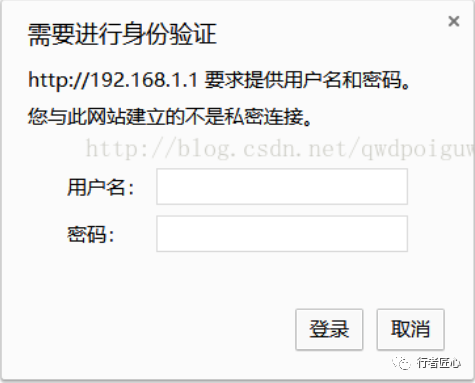 需要进行身份验证
×
http://192.168.1.1 要求提供用户名和密码。
您与此网站建立的不是私密连接。
http://blog.csdn.net/qwdpoiguw
用户名：
密码：
登录 取消
行者匠心